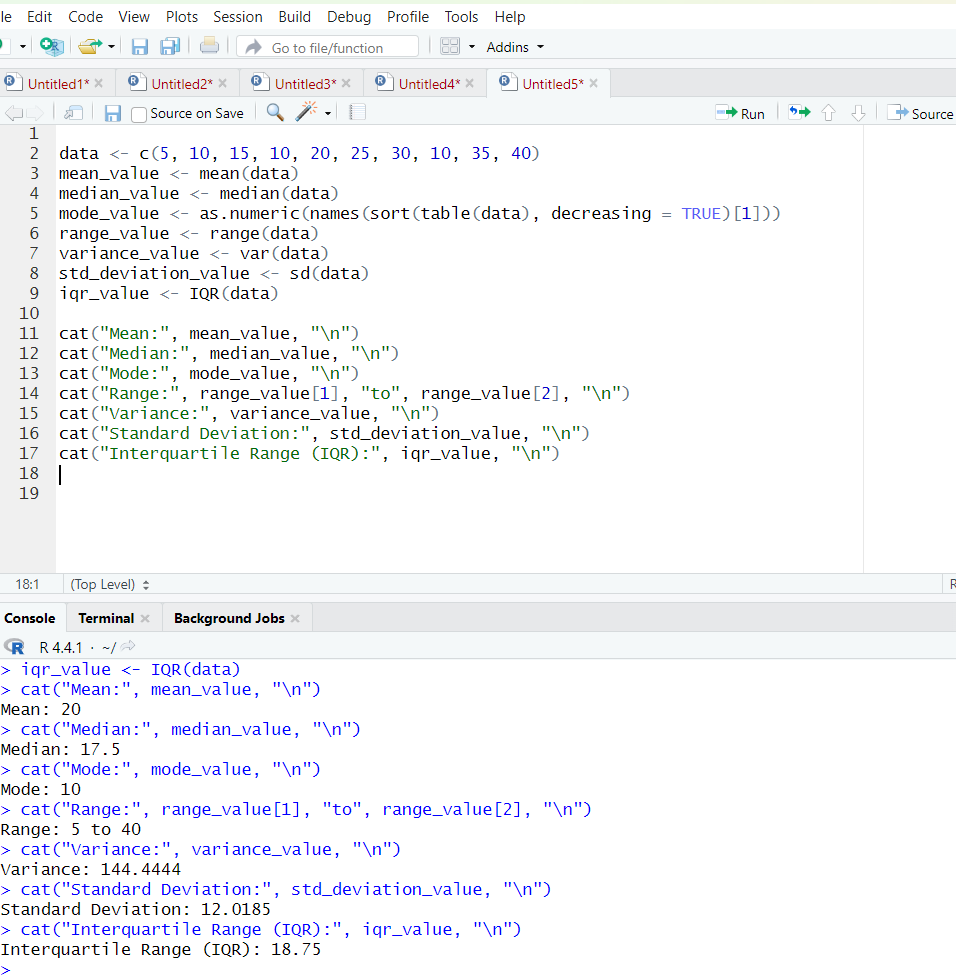 le Edit Code View Plots Session Build Debug Profile Tools Help
Go to file/function Addins
Untitled1* Untitled2* Untitled3* Untitled4* Untitled5*
Source on Save Run Source
1
2 data <- c(5, 10, 15, 10, 20, 25, 30, 10, 35, 40)
3 mean_value <- mean(data)
4 median_value <- median(data)
5 mode_value <- as.numeric(names(sort(table(data), decreasing = TRUE)[1]))
6 range_value <- range(data)
7 variance_value <- var(data)
8 std_deviation_value <- sd(data)
9 iqr_value <- IQR(data)
10
11 cat("Mean:", mean_value, "\n")
12 cat("Median:", median_value, "\n")
13 cat("Mode:", mode_value, "\n")
14 cat("Range:", range_value[1], "to", range_value[2], "\n")
15 cat("Variance:", variance_value, "\n")
16 cat("Standard Deviation:", std_deviation_value, "\n")
17 cat("Interquartile Range (IQR):", iqr_value, "\n")
18
19
18:1 (Top Level) R
Console Terminal Background Jobs
R R 4.4.1 · ~/
> iqr_value <- IQR(data)
> cat("Mean:", mean_value, "\n")
Mean: 20
> cat("Median:", median_value, "\n")
Median: 17.5
> cat("Mode:", mode_value, "\n")
Mode: 10
> cat("Range:", range_value[1], "to", range_value[2], "\n")
Range: 5 to 40
> cat("Variance:", variance_value, "\n")
Variance: 144.4444
> cat("Standard Deviation:", std_deviation_value, "\n")
Standard Deviation: 12.0185
> cat("Interquartile Range (IQR):", iqr_value, "\n")
Interquartile Range (IQR): 18.75
>